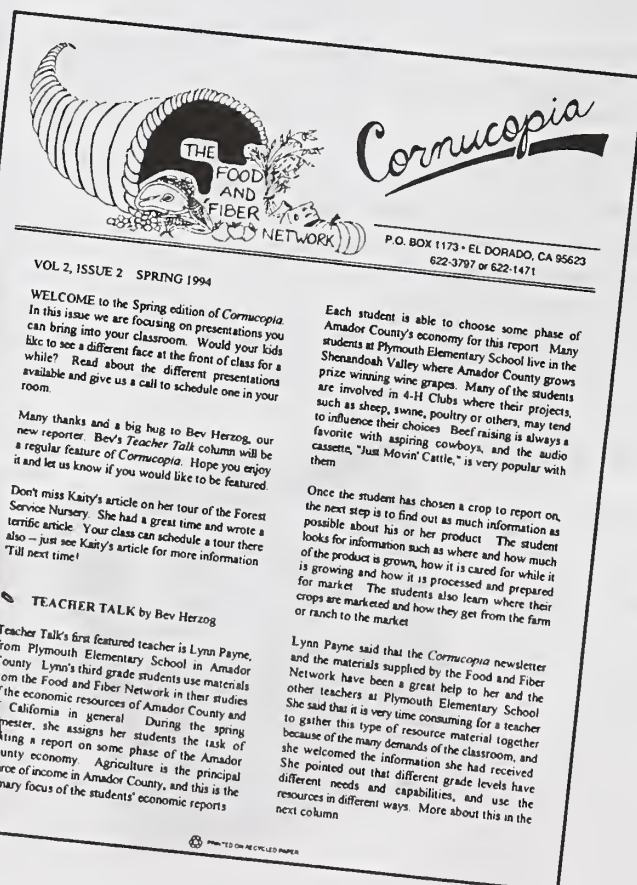 THE
FOOD
AND
FIBER
NETWORK
Cornucopia
P.O. BOX 1173 • EL DORADO, CA 95623
622-3797 or 622-1471
VOL 2, ISSUE 2 SPRING 1994
WELCOME to the Spring edition of Cornucopia.
In this issue we are focusing on presentations you
can bring into your classroom. Would your kids
like to see a different face at the front of class for a
while? Read about the different presentations
available and give us a call to schedule one in your
room.
Many thanks and a big hug to Bev Herzog, our
new reporter. Bev's Teacher Talk column will be
a regular feature of Cornucopia. Hope you enjoy
it and let us know if you would like to be featured.
Don't miss Kaity's article on her tour of the Forest
Service Nursery. She had a great time and wrote a
terrific article. Your class can schedule a tour there
also – just see Kaity's article for more information
'Till next time!
TEACHER TALK by Bev Herzog
Teacher Talk's first featured teacher is Lynn Payne,
from Plymouth Elementary School in Amador
County Lynn's third grade students use materials
om the Food and Fiber Network in their studies
the economic resources of Amador County and
California in general During the spring
mester, she assigns her students the task of
iting a report on some phase of the Amador
unty economy. Agriculture is the principal
rce of income in Amador County, and this is the
nary focus of the students' economic reports
Each student is able to choose some phase of
Amador County's economy for this report Many
students at Plymouth Elementary School live in the
Shenandoah Valley where Amador County grows
prize winning wine grapes. Many of the students
are involved in 4-H Clubs where their projects,
such as sheep, swine, poultry or others, may tend
to influence their choices Beef raising is always a
favorite with aspiring cowboys, and the audio
cassette, "Just Movin' Cattle," is very popular with
them
Once the student has chosen a crop to report on,
the next step is to find out as much information as
possible about his or her product The student
looks for information such as where and how much
of the product is grown, how it is cared for while it
is growing and how it is processed and prepared
for market The students also learn where their
crops are marketed and how they get from the farm
or ranch to the market
Lynn Payne said that the Cornucopia newsletter
and the materials supplied by the Food and Fiber
Network have been a great help to her and the
other teachers at Plymouth Elementary School
She said that it is very time consuming for a teacher
to gather this type of resource material together
because of the many demands of the classroom, and
she welcomed the information she had received
She pointed out that different grade levels have
different needs and capabilities, and use the
resources in different ways. More about this in the
next column
PRINTED ON RECYCLED PAPER